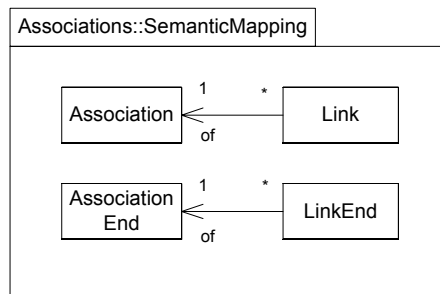 Associations::SemanticMapping
1
*
Association
Link
of
1
*
Association
End
LinkEnd
of